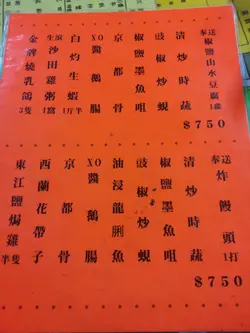 奉送
椒鹽山水豆腐
清炒時蔬
椒鹽墨魚咀
豉椒炒蜆
京都骨
XO醬鵝腸
白灼生蝦1斤半
生滾沙田雞粥1窩
金牌燒乳鴿3隻
$750
奉送
炸饅頭1打
清炒時蔬
椒鹽墨魚咀
豉椒炒蜆
油浸龍脷魚
XO醬鵝腸
京都骨
西蘭花帶子
東江鹽焗雞半隻
$750